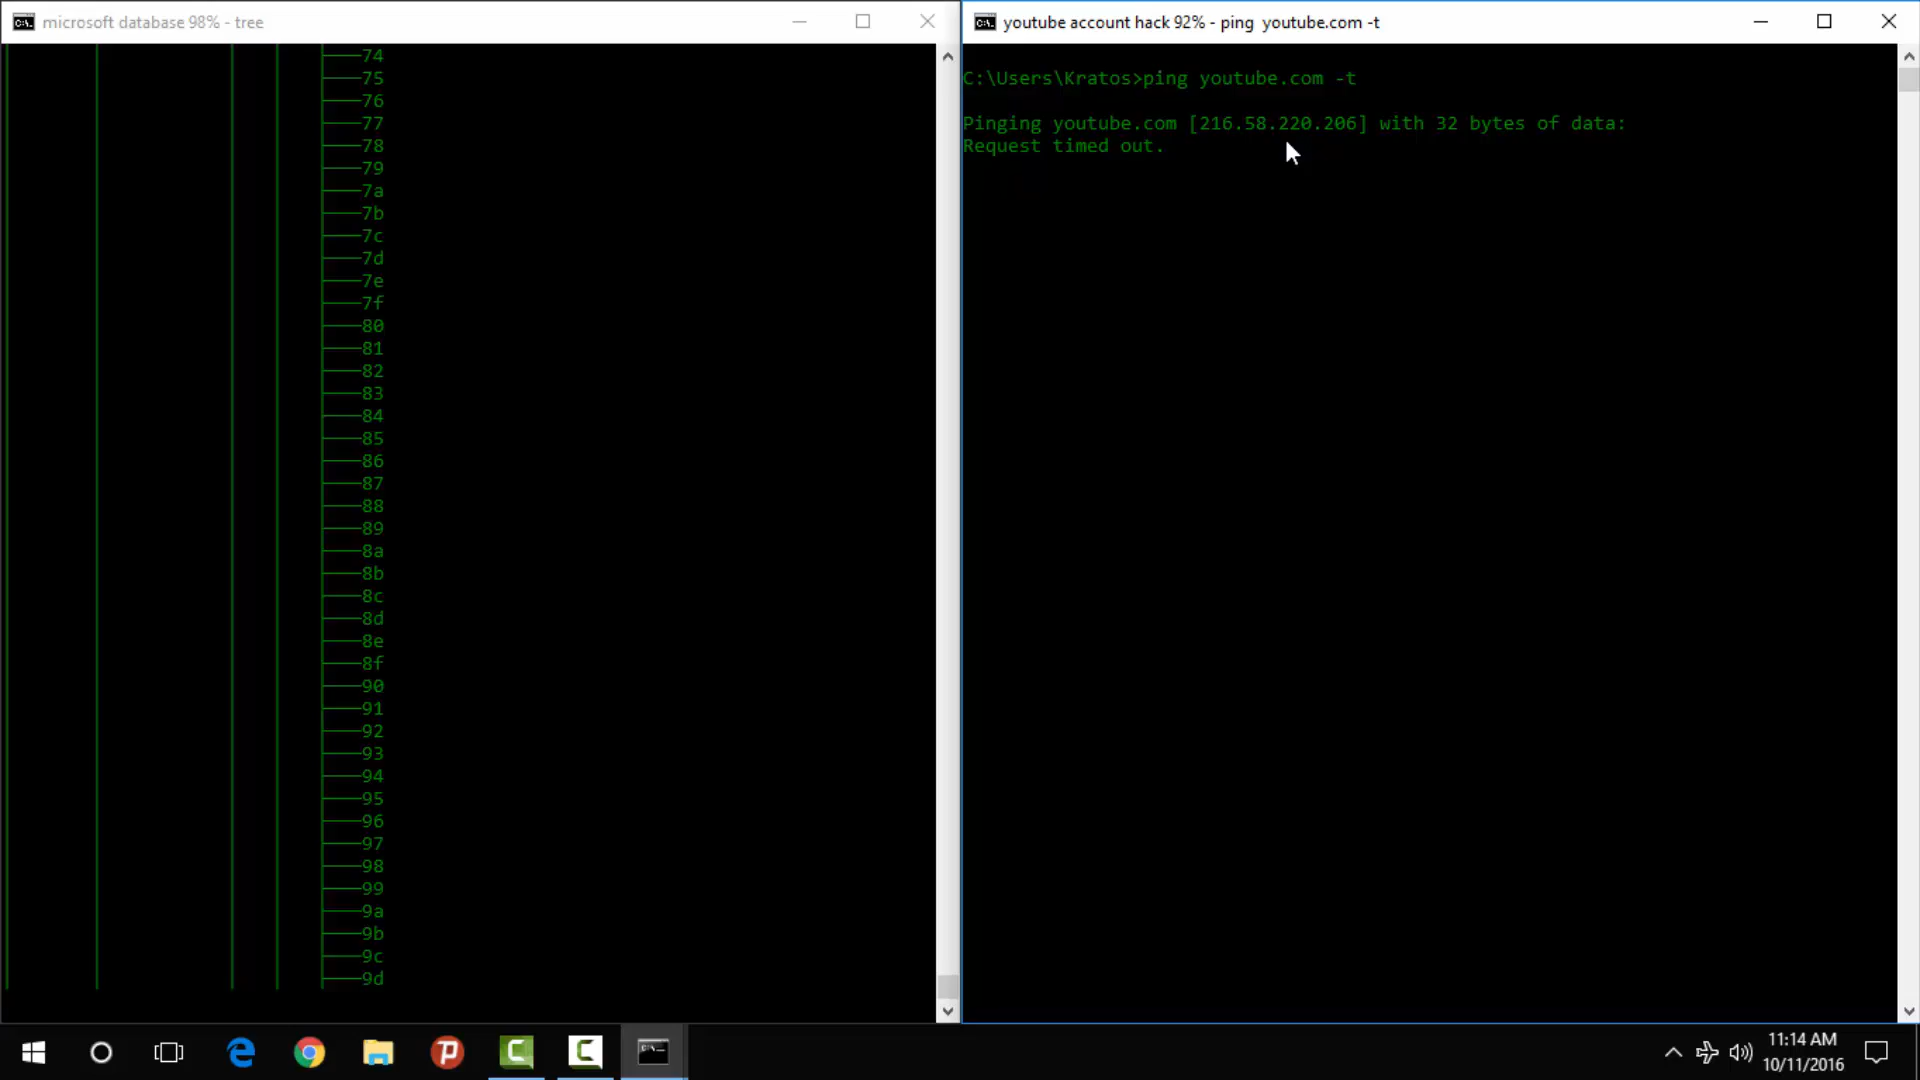 microsoft database 98% - tree
74
75
76
77
78
79
7a
7b
7c
7d
7e
7f
80
81
82
83
84
85
86
87
88
89
8a
8b
8c
8d
8e
8f
90
91
92
93
94
95
96
97
98
99
9a
9b
9c
9d
youtube account hack 92% - ping  youtube.com -t
C:\Users\Kratos>ping youtube.com -t
Pinging youtube.com [216.58.220.206] with 32 bytes of data:
Request timed out.
11:14 AM
10/11/2016